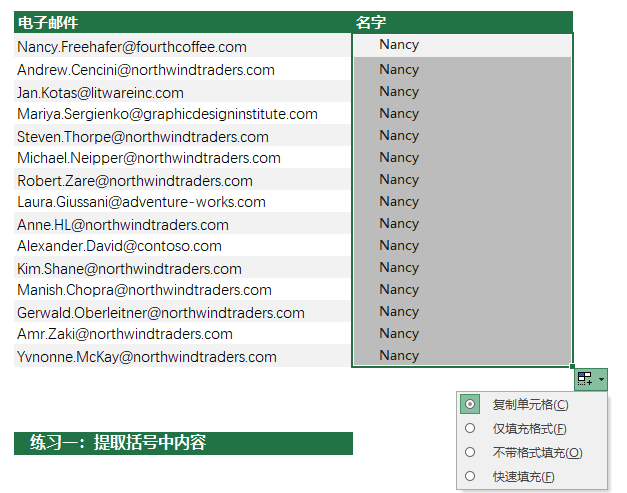 电子邮件 名字
Nancy.Freehafer@fourthcoffee.com Nancy
Andrew.Cencini@northwindtraders.com Nancy
Jan.Kotas@litwareinc.com Nancy
Mariya.Sergienko@graphicdesigninstitute.com Nancy
Steven.Thorpe@northwindtraders.com Nancy
Michael.Neipper@northwindtraders.com Nancy
Robert.Zare@northwindtraders.com Nancy
Laura.Giussani@adventure-works.com Nancy
Anne.HL@northwindtraders.com Nancy
Alexander.David@contoso.com Nancy
Kim.Shane@northwindtraders.com Nancy
Manish.Chopra@northwindtraders.com Nancy
Gerwald.Oberleitner@northwindtraders.com Nancy
Amr.Zaki@northwindtraders.com Nancy
Yvnonne.McKay@northwindtraders.com Nancy
复制单元格(C)
仅填充格式(F)
不带格式填充(O)
快速填充(F)
练习一：提取括号中内容